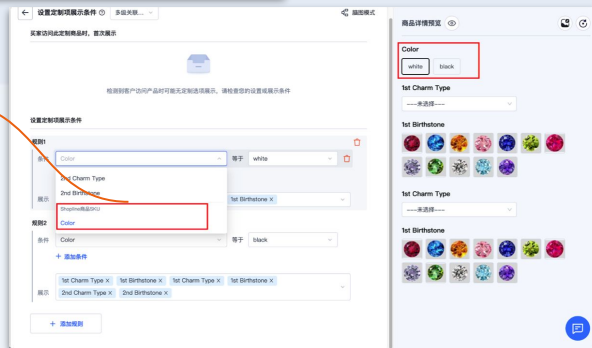 设置定制项展示条件
多级关联...
脑图模式
买家访问此定制商品时，首次展示
检测到客户访问产品时可能无定制选项展示，请检查您的设置或展示条件
设置定制项展示条件
规则1
条件 Color 等于 white
2nd Charm Type
2nd Birthstone
Shopline商品SKU
Color
展示 1st Birthstone ×
规则2
条件 Color 等于 black
+ 添加条件
1st Charm Type × 1st Birthstone × 1st Charm Type × 1st Birthstone ×
展示 2nd Charm Type × 2nd Birthstone ×
+ 添加规则
商品详情预览
Color
white black
1st Charm Type
---未选择---
1st Birthstone
1st Charm Type
---未选择---
1st Birthstone